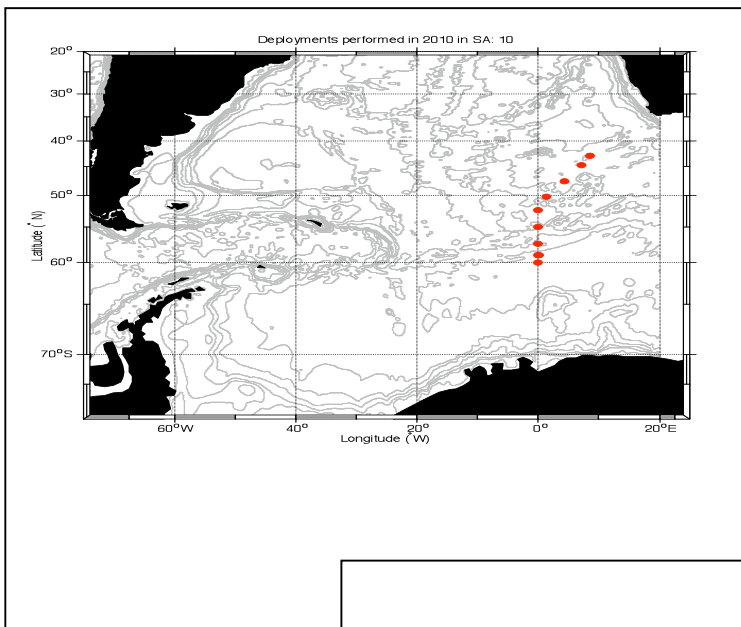 Deployments performed in 2010 in SA: 10
20°
30°
40°
50°
60°
70°S
Latitude (°N)
60°W
40°
20°
0°
20°E
Longitude (°W)